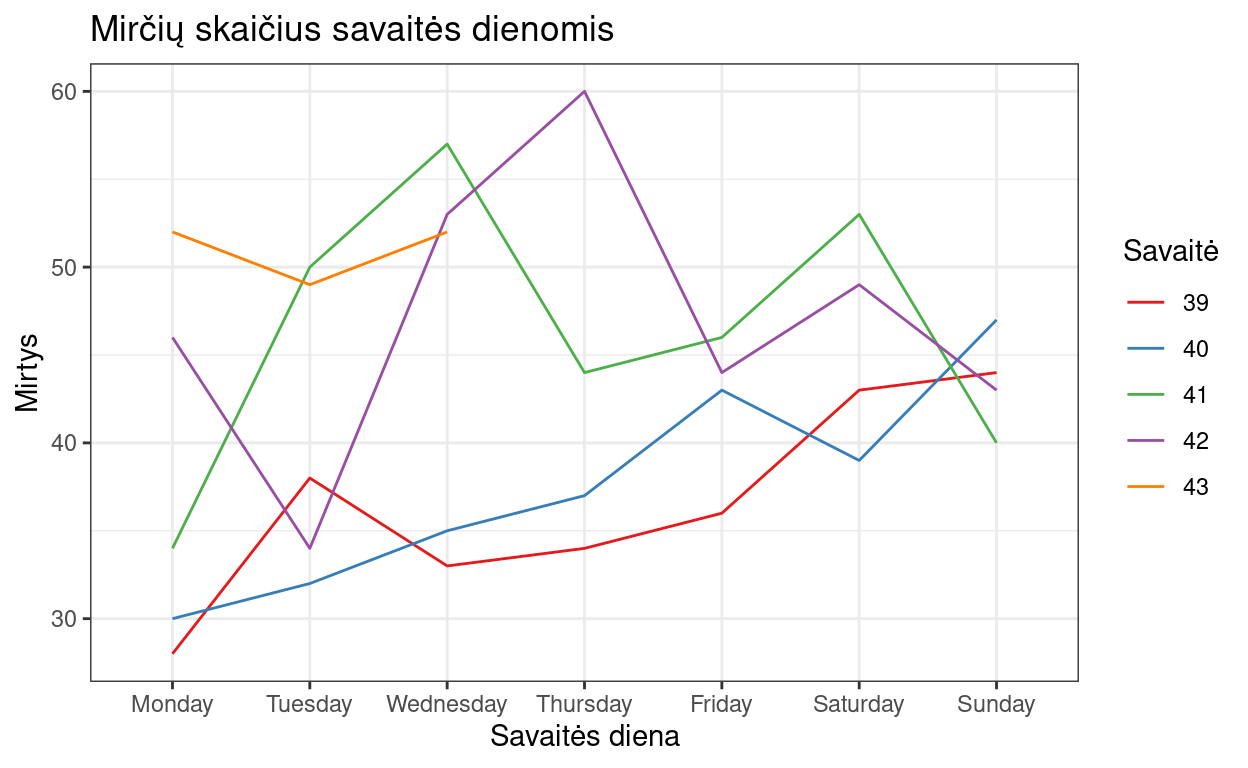 Mirčių skaičius savaitės dienomis
60
50
40
30
Mirtys
Monday Tuesday Wednesday Thursday Friday Saturday Sunday
Savaitės diena
Savaitė
39
40
41
42
43